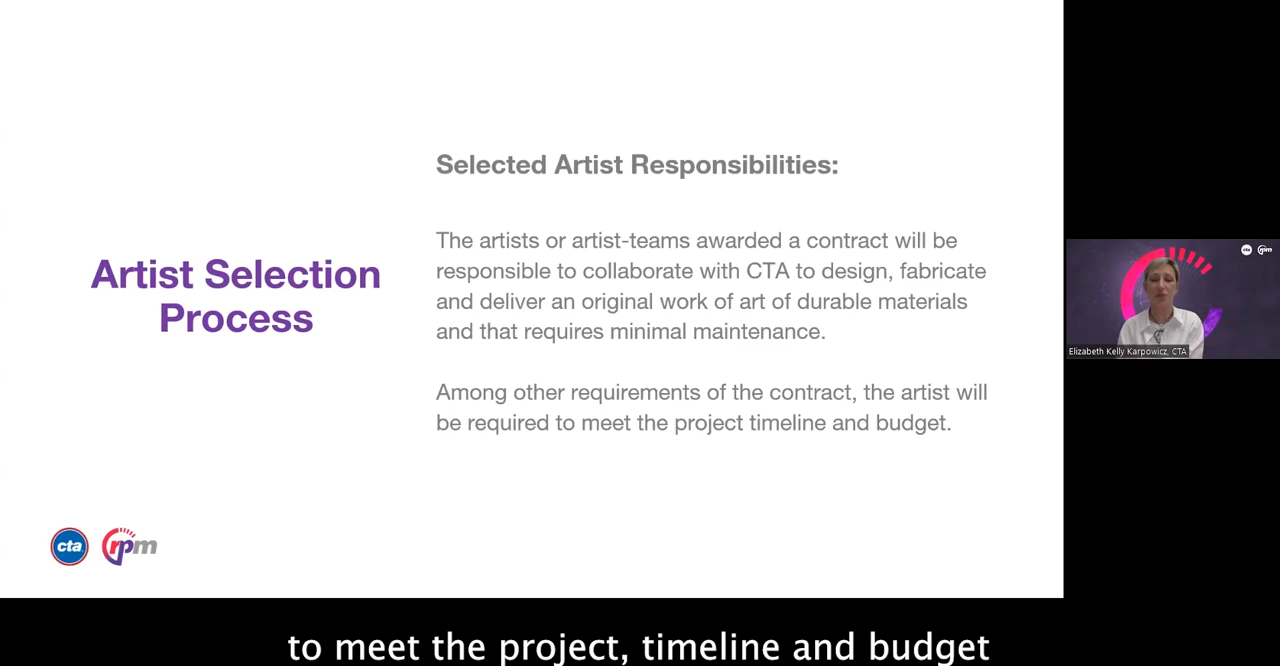 Selected Artist Responsibilities:
The artists or artist-teams awarded a contract will be
responsible to collaborate with CTA to design, fabricate
and deliver an original work of art of durable materials
and that requires minimal maintenance.
Among other requirements of the contract, the artist will
be required to meet the project timeline and budget.
Artist Selection
Process
cta
rpm
cta
rpm
Elizabeth Kelly Karpowicz, CTA
to meet the project, timeline and budget